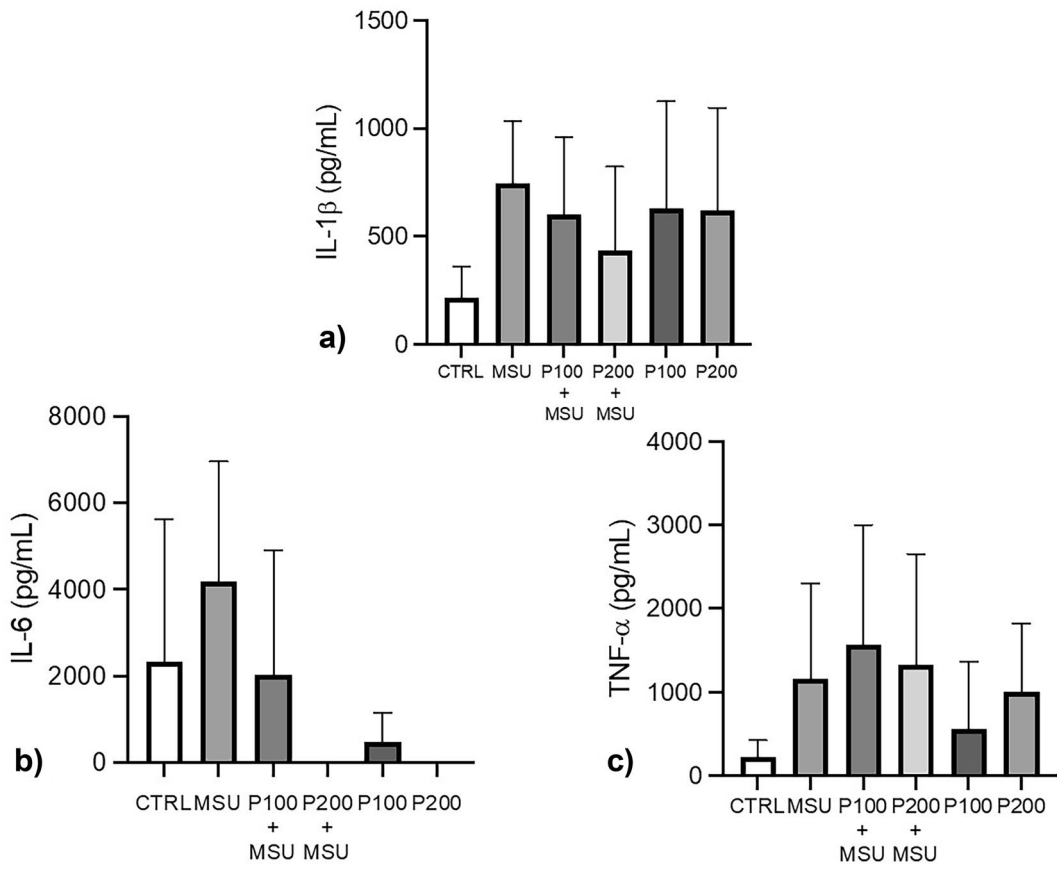 1500
1000
500
0
IL-1β (pg/mL)
a)
CTRL MSU P100 P200 P100 P200
+ +
MSU MSU
8000
6000
4000
2000
0
IL-6 (pg/mL)
b)
CTRL MSU P100 P200 P100 P200
+ +
MSU MSU
4000
3000
2000
1000
0
TNF-α (pg/mL)
c)
CTRL MSU P100 P200 P100 P200
+ +
MSU MSU